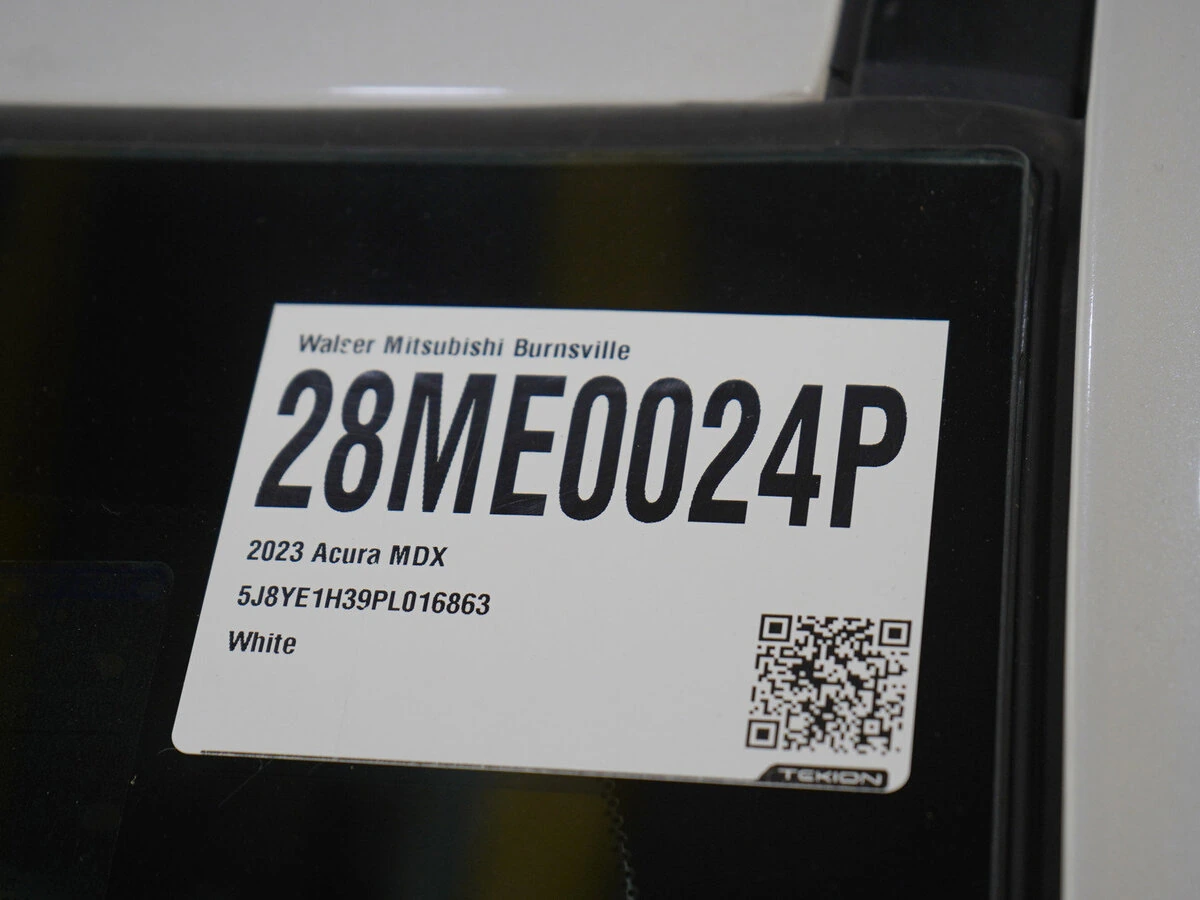 Walser Mitsubishi Burnsville
28ME0024P
2023 Acura MDX
5J8YE1H39PL016863
White
TEKION